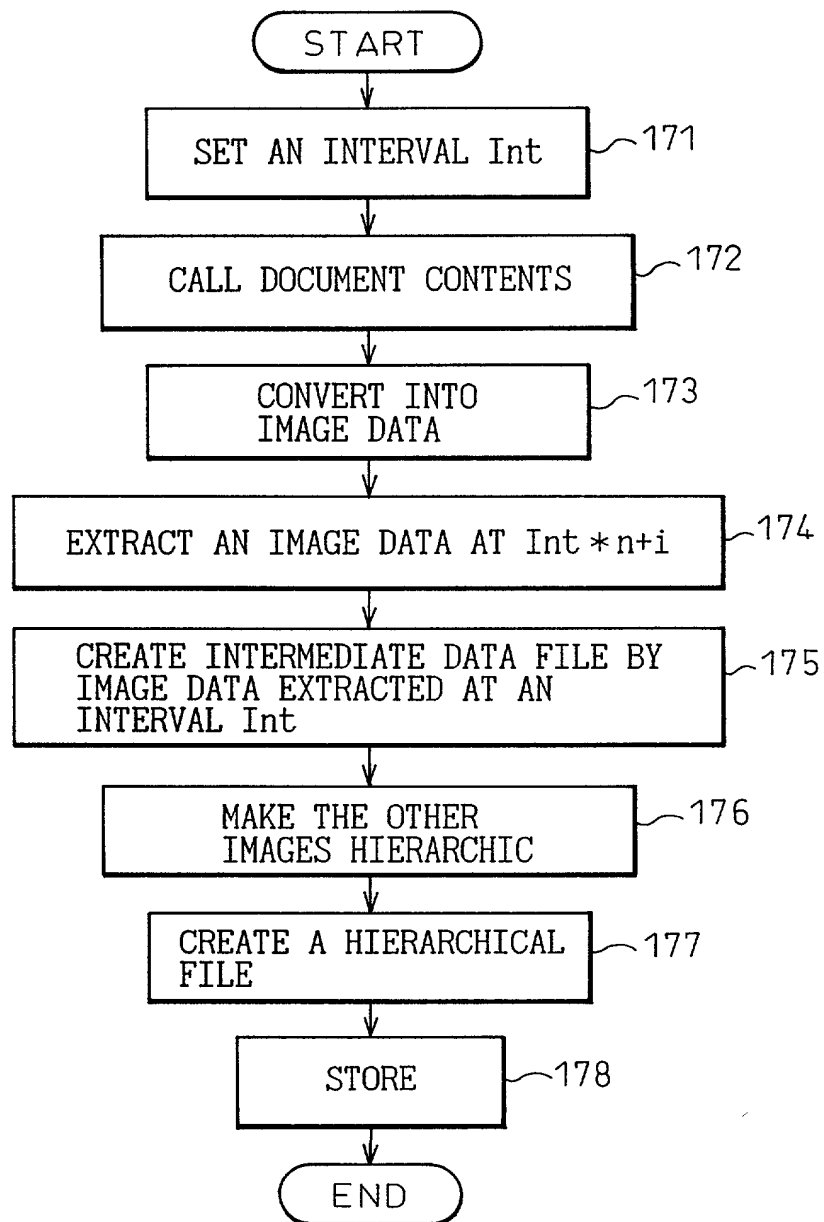 START
SET AN INTERVAL Int
171
CALL DOCUMENT CONTENTS
172
CONVERT INTO
IMAGE DATA
173
EXTRACT AN IMAGE DATA AT Int * n+i
174
CREATE INTERMEDIATE DATA FILE BY
IMAGE DATA EXTRACTED AT AN
INTERVAL Int
175
MAKE THE OTHER
IMAGES HIERARCHIC
176
CREATE A HIERARCHICAL
FILE
177
STORE
178
END